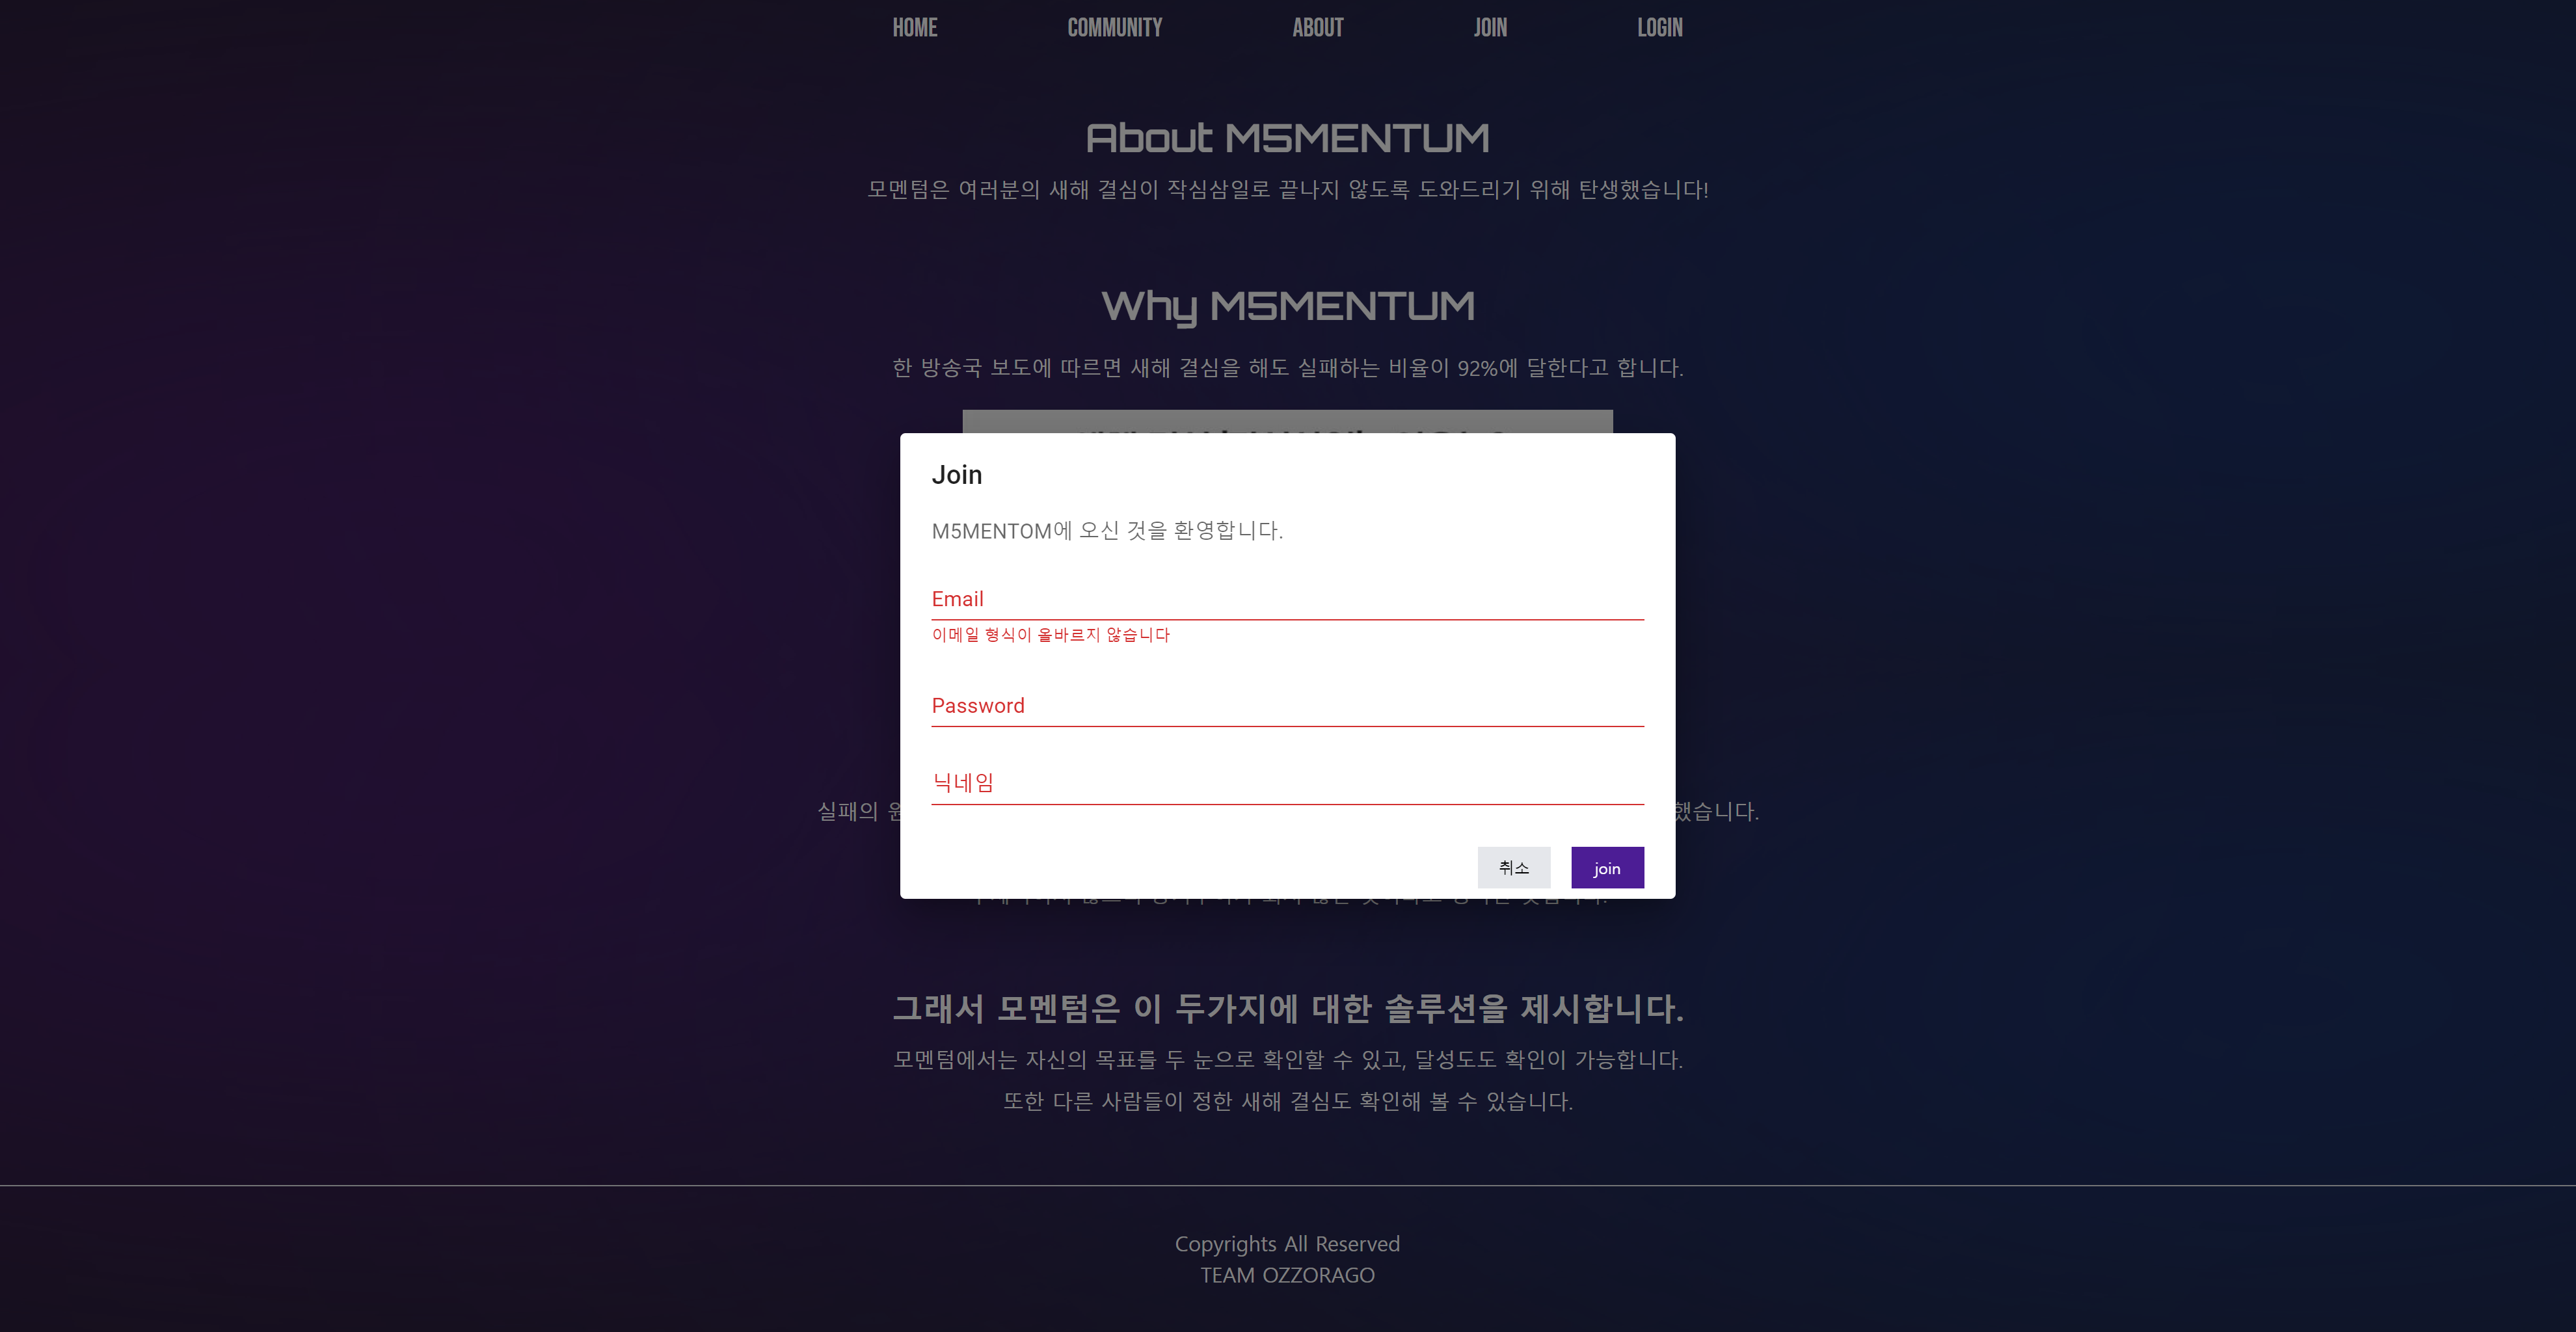 HOME COMMUNITY ABOUT JOIN LOGIN
About M5MENTUM
모멘텀은 여러분의 새해 결심이 작심삼일로 끝나지 않도록 도와드리기 위해 탄생했습니다!
Why M5MENTUM
한 방송국 보도에 따르면 새해 결심을 해도 실패하는 비율이 92%에 달한다고 합니다.
Join
M5MENTOM에 오신 것을 환영합니다.
Email
이메일 형식이 올바르지 않습니다
Password
닉네임
실패의 했습니다.
취소 join
그래서 모멘텀은 이 두가지에 대한 솔루션을 제시합니다.
모멘텀에서는 자신의 목표를 두 눈으로 확인할 수 있고, 달성도도 확인이 가능합니다.
또한 다른 사람들이 정한 새해 결심도 확인해 볼 수 있습니다.
Copyrights All Reserved
TEAM OZZORAGO